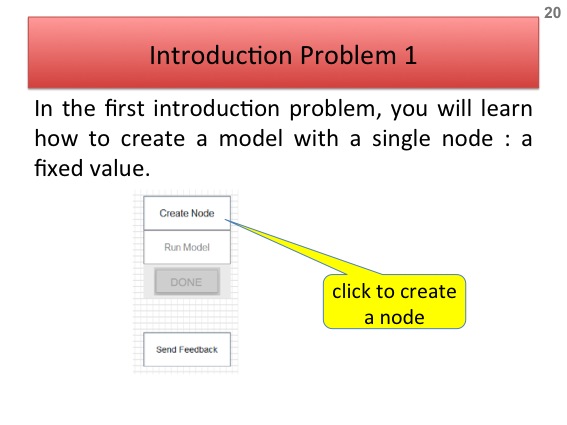 20
Introduction Problem 1
In the first introduction problem, you will learn
how to create a model with a single node : a
fixed value.
Create Node
Run Model
DONE
click to create
a node
Send Feedback